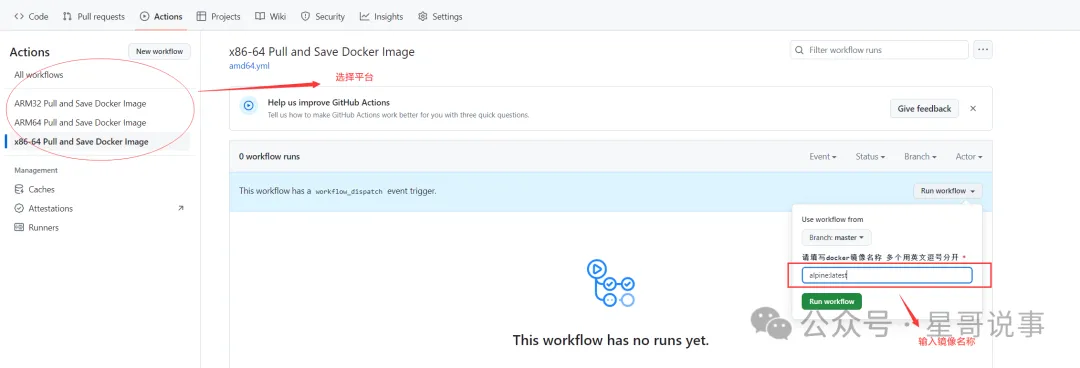 Code Pull requests Actions Projects Wiki Security Insights Settings
Actions New workflow
All workflows
ARM32 Pull and Save Docker Image
ARM64 Pull and Save Docker Image
x86-64 Pull and Save Docker Image
Management
Caches
Attestations
Runners
选择平台
x86-64 Pull and Save Docker Image
amd64.yml
Filter workflow runs
Help us improve GitHub Actions
Tell us how to make GitHub Actions work better for you with three quick questions.
Give feedback
0 workflow runs Event Status Branch Actor
This workflow has a workflow_dispatch event trigger. Run workflow
Use workflow from
Branch: master
请填写docker镜像名称 多个用英文逗号分开 *
alpine:latest
Run workflow
This workflow has no runs yet.
公众号 · 星哥说事
输入镜像名称